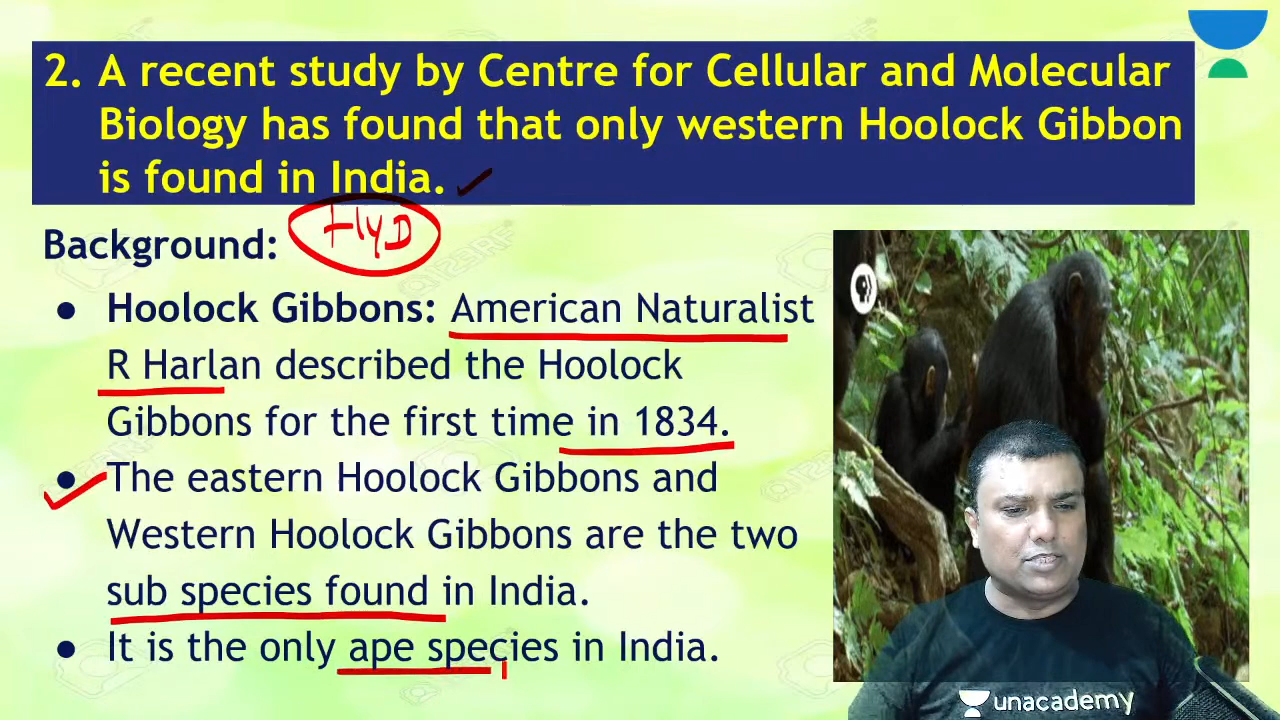 2. A recent study by Centre for Cellular and Molecular
Biology has found that only western Hoolock Gibbon
is found in India.
Background:
HyD
● Hoolock Gibbons: American Naturalist
R Harlan described the Hoolock
Gibbons for the first time in 1834.
● The eastern Hoolock Gibbons and
Western Hoolock Gibbons are the two
sub species found in India.
● It is the only ape species in India.
unacademy